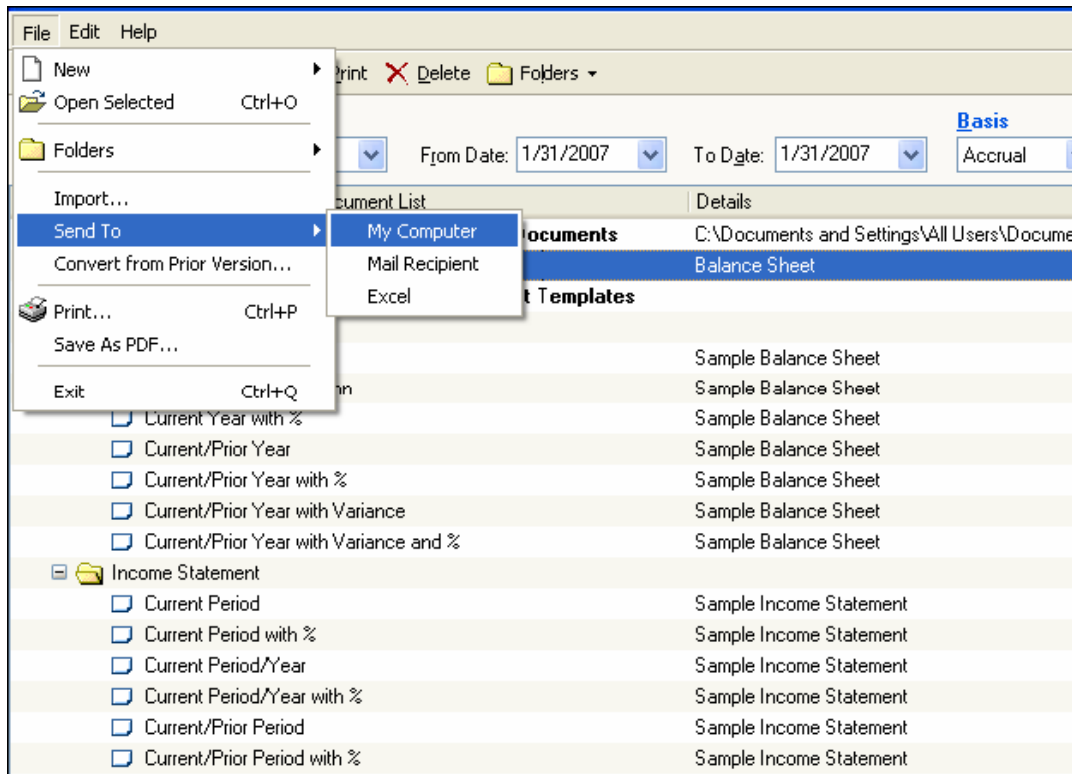 File Edit Help
New
Print Delete Folders
Open Selected Ctrl+O
Basis
Folders
From Date: 1/31/2007 To Date: 1/31/2007 Accrual
Import...
List Details
Send To My Computer Documents C:\Documents and Settings\All Users\Docume
Convert from Prior Version... Mail Recipient Balance Sheet
Excel Templates
Print... Ctrl+P
Save As PDF...
Sample Balance Sheet
Exit Ctrl+Q Sample Balance Sheet
Current Year with % Sample Balance Sheet
Current/Prior Year Sample Balance Sheet
Current/Prior Year with % Sample Balance Sheet
Current/Prior Year with Variance Sample Balance Sheet
Current/Prior Year with Variance and % Sample Balance Sheet
Income Statement
Current Period Sample Income Statement
Current Period with % Sample Income Statement
Current Period/Year Sample Income Statement
Current Period/Year with % Sample Income Statement
Current/Prior Period Sample Income Statement
Current/Prior Period with % Sample Income Statement